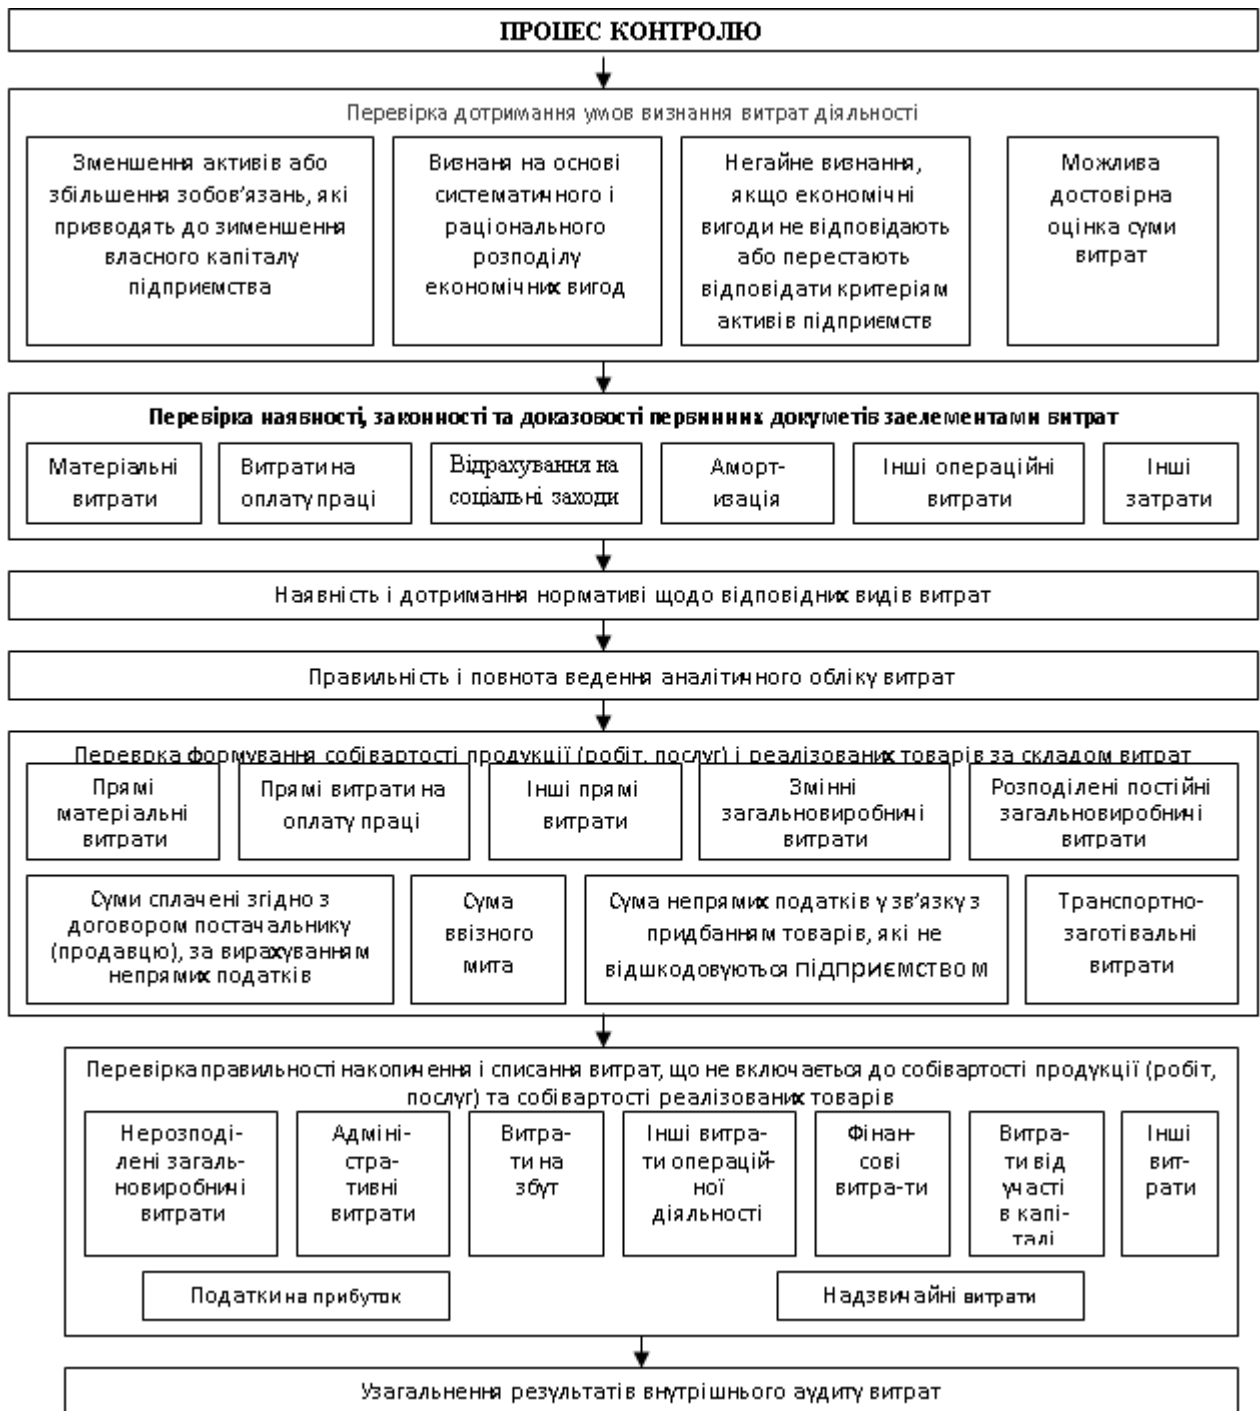 ПРОЦЕС КОНТРОЛЮ
Перевірка дотримання умов визнання витрат діяльності
Зменшення активів або
збільшення зобов'язань, які
призводять до зименшення
власного капіталу
підприємства
Визнаня на основі
систематичного і
раціонального
розподілу
економічних вигод
Негайне визнання,
якщо економічні
вигоди не відповідають
або перестають
відповідати критеріям
активів підприємств
Можлива
достовірна
оцінка суми
витрат
Перевірка наявності, законності та доказовості первинних докуметів заелементами витрат
Матеріальні
витрати
Витрати на
оплату праці
Відрахування на
соціальні заходи
Аморт-
изація
Інші операційні
витрати
Інші
затрати
Наявність і дотримання нормативі щодо відповідних видів витрат
Правильність і повнота ведення аналітичного обліку витрат
Переврка формування собівартості продукції (робіт, послуг) і реалізованих товарів за складом витрат
Прямі
матеріальні
витрати
Прямі витрати на
оплату праці
Інші прямі
витрати
Змінні
загальновиробничі
витрати
Розподілені постійні
загальновиробничі
витрати
Суми сплачені згідно з
договором постачальнику
(продавцю), за вирахуванням
непрямих податків
Сума
ввізного
мита
Сума непрямих податків у зв'язку з
придбанням товарів, які не
відшкодовуються підприємством
Транспортно-
заготівальні
витрати
Перевірка правильності накопичення і списання витрат, що не включається до собівартості продукції (робіт,
послуг) та собівартості реалізованих товарів
Нерозподі-
лені загаль-
новиробничі
витрати
Адміні-
стра-
тивні
витрати
Витра-
ти на
збут
Інші витра-
ти операцій-
ної
діяльності
Фінан-
сові
витра-ти
Витра-
ти від
участі
в капі-
талі
Інші
вит-
рати
Податки на прибуток
Надзвичайні витрати
Узагальнення результатів внутрішнього аудиту витрат